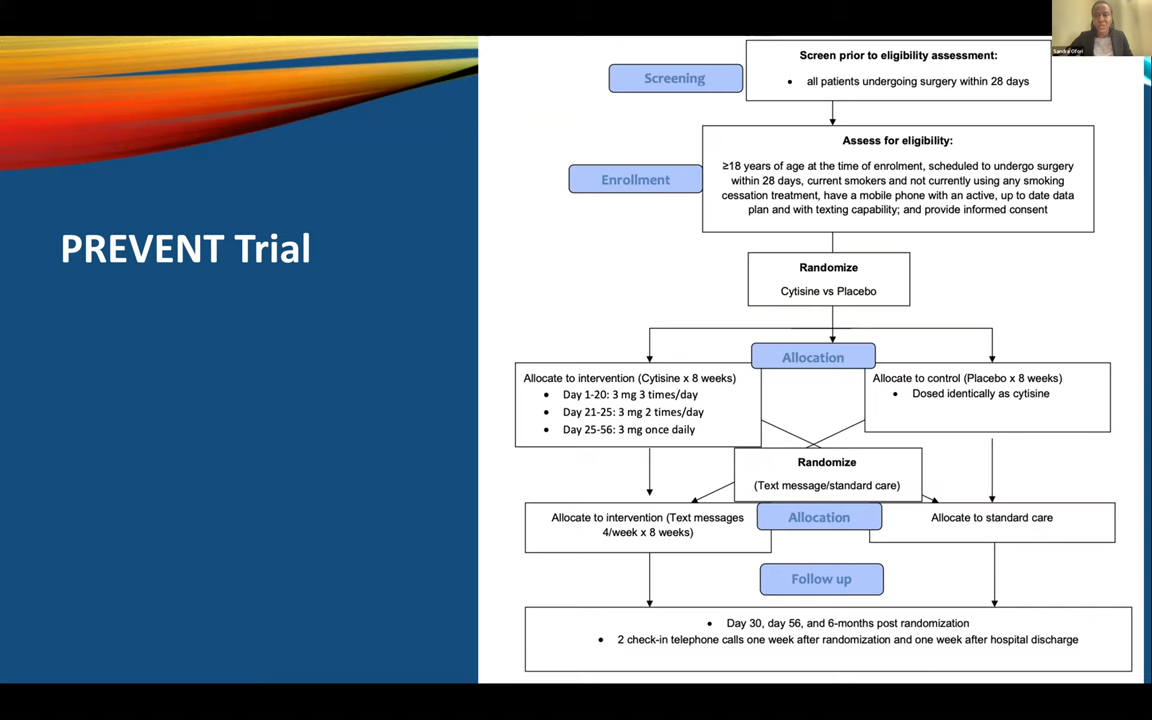 Sandra Ofori
PREVENT Trial
Screening
Screen prior to eligibility assessment:
• all patients undergoing surgery within 28 days
Enrollment
Assess for eligibility:
≥18 years of age at the time of enrolment, scheduled to undergo surgery
within 28 days, current smokers and not currently using any smoking
cessation treatment, have a mobile phone with an active, up to date data
plan and with texting capability; and provide informed consent
Randomize
Cytisine vs Placebo
Allocation
Allocate to intervention (Cytisine x 8 weeks)
• Day 1-20: 3 mg 3 times/day
• Day 21-25: 3 mg 2 times/day
• Day 25-56: 3 mg once daily
Allocate to control (Placebo x 8 weeks)
• Dosed identically as cytisine
Randomize
(Text message/standard care)
Allocation
Allocate to intervention (Text messages
4/week x 8 weeks)
Allocate to standard care
Follow up
• Day 30, day 56, and 6-months post randomization
• 2 check-in telephone calls one week after randomization and one week after hospital discharge